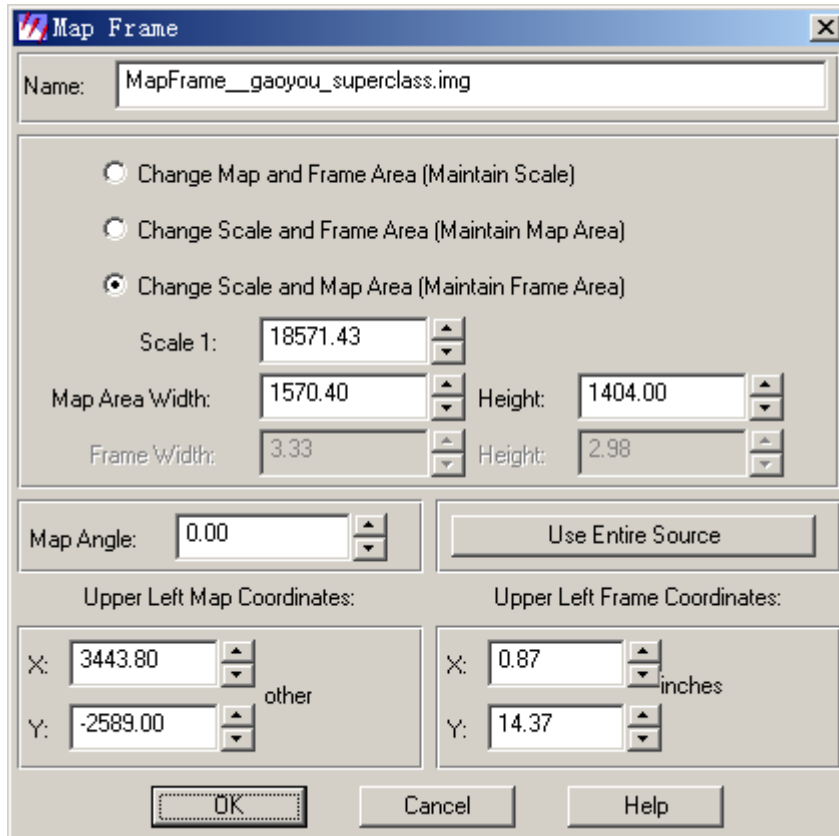 Map Frame
Name: MapFrame__gaoyou_superclass.img
Change Map and Frame Area (Maintain Scale)
Change Scale and Frame Area (Maintain Map Area)
Change Scale and Map Area (Maintain Frame Area)
Scale 1: 18571.43
Map Area Width: 1570.40 Height: 1404.00
Frame Width: 3.33 Height: 2.98
Map Angle: 0.00 Use Entire Source
Upper Left Map Coordinates: Upper Left Frame Coordinates:
X: 3443.80 other X: 0.87 inches
Y: -2589.00 Y: 14.37
OK Cancel Help